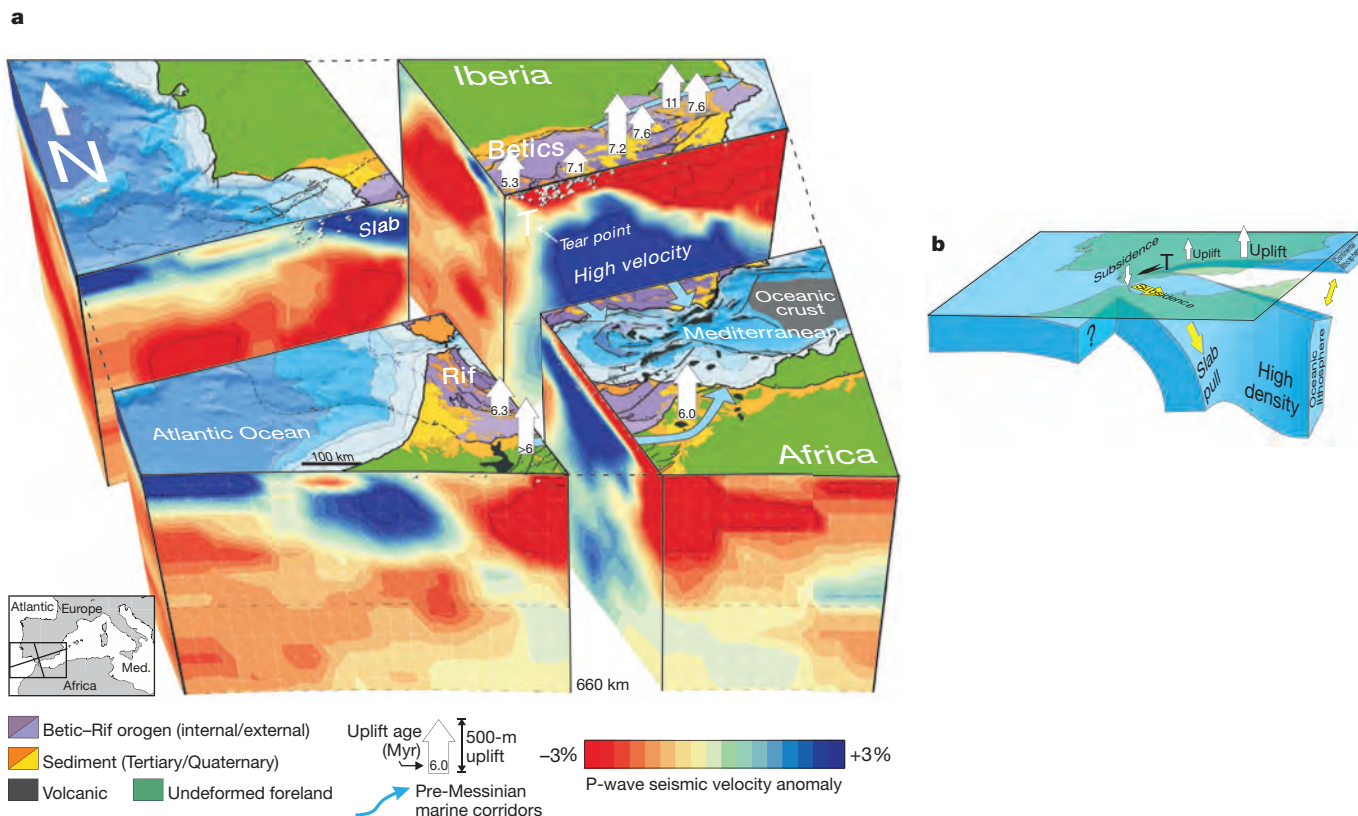 a
Iberia
11
7.6
7.6
7.2
Betics
7.1
5.3
N
Slab
T
Tear point
High velocity
Oceanic
crust
Mediterranean
Rif
6.3
6.0
>6
Atlantic Ocean
100 km
Africa
660 km
Atlantic
Europe
Med.
Africa
b
Subsidence
T
Uplift
Uplift
Continental
lithosphere
Subsidence
?
Slab
pull
High
density
Oceanic
lithosphere
Betic–Rif orogen (internal/external)
Sediment (Tertiary/Quaternary)
Volcanic
Undeformed foreland
Uplift age
(Myr)
6.0
500-m
uplift
Pre-Messinian
marine corridors
–3%
+3%
P-wave seismic velocity anomaly